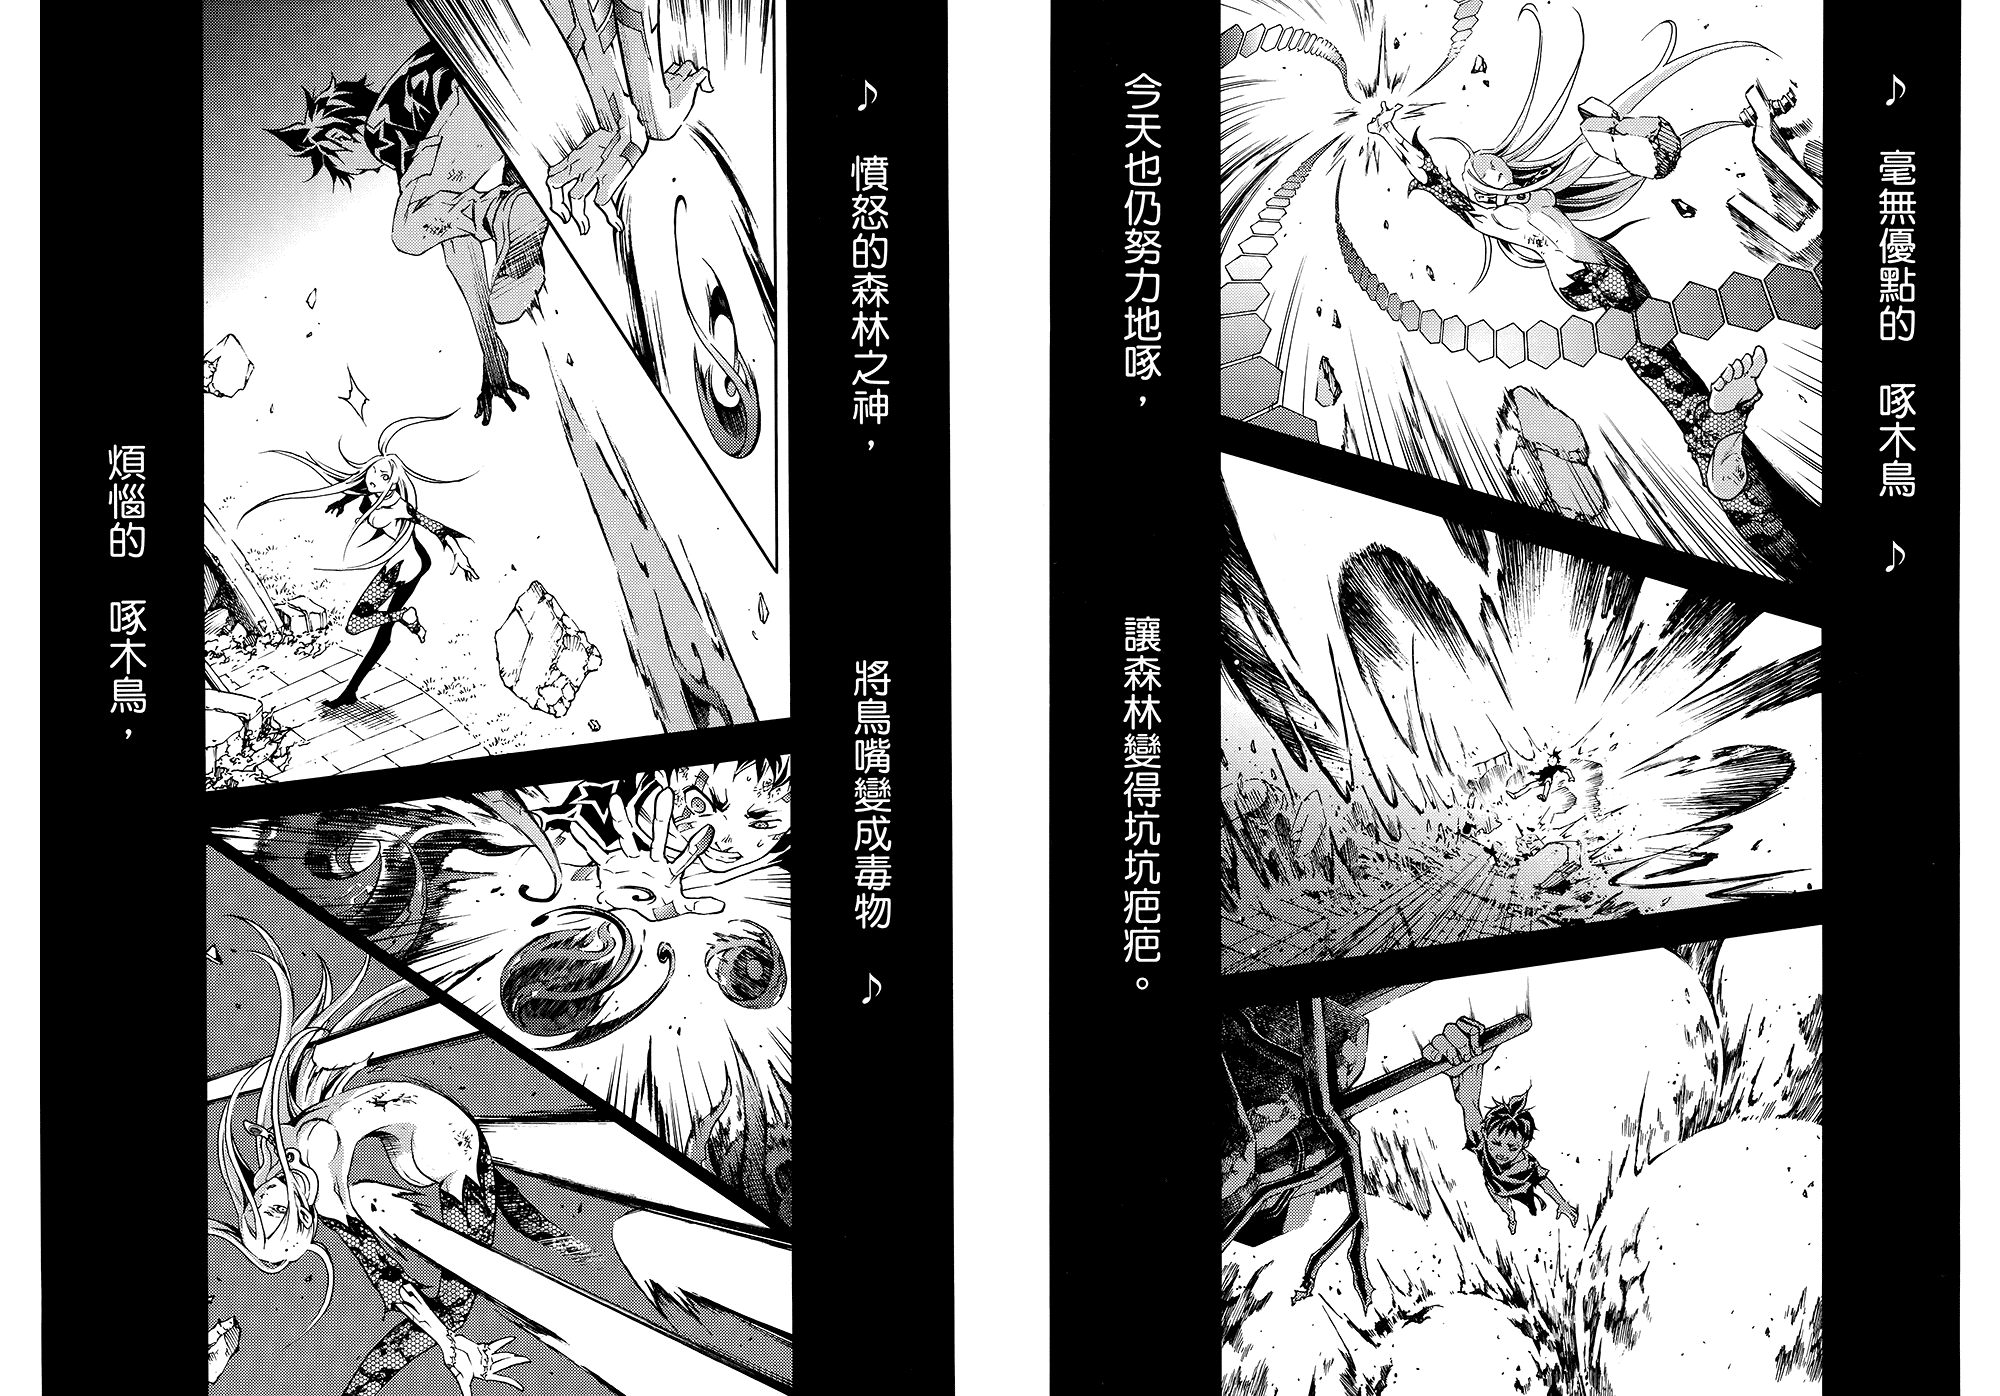 ♪ 毫無優點的 啄木鳥 ♪
今天也仍努力地啄， 讓森林變得坑坑疤疤。
♪ 憤怒的森林之神， 將鳥嘴變成毒物 ♪
煩惱的 啄木鳥，